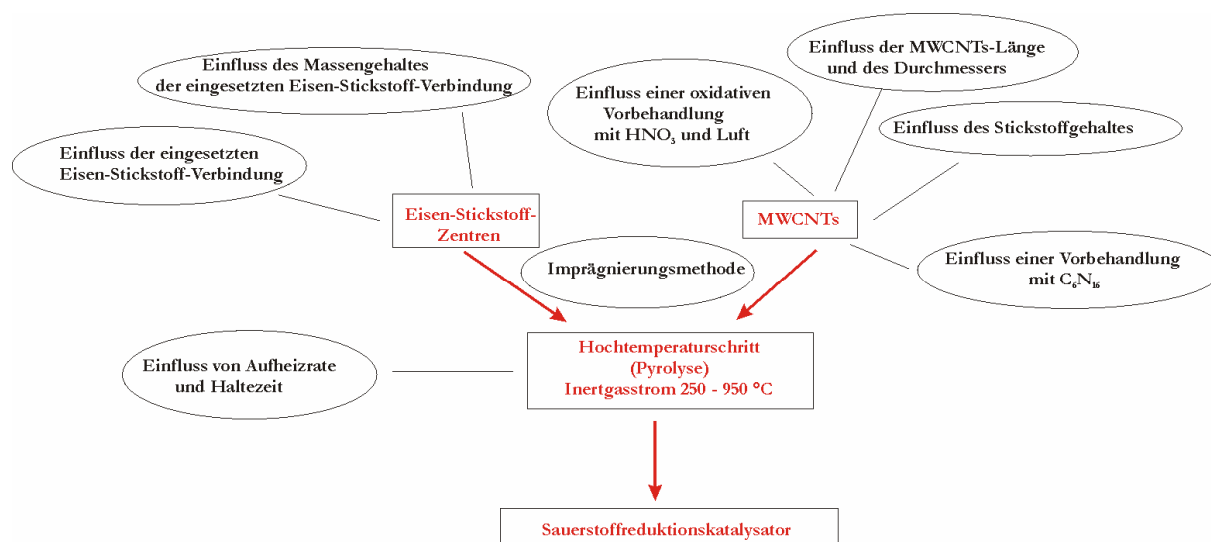 Einfluss der MWCNTs-Länge
und des Durchmessers
Einfluss des Massengehaltes
der eingesetzten Eisen-Stickstoff-Verbindung
Einfluss einer oxidativen
Vorbehandlung
mit HNO₃ und Luft
Einfluss des Stickstoffgehaltes
Einfluss der eingesetzten
Eisen-Stickstoff-Verbindung
Eisen-Stickstoff-
Zentren
MWCNTs
Imprägnierungsmethode
Einfluss einer Vorbehandlung
mit C₆N₁₆
Hochtemperaturschritt
(Pyrolyse)
Inertgasstrom 250 - 950 °C
Einfluss von Aufheizrate
und Haltezeit
Sauerstoffreduktionskatalysator